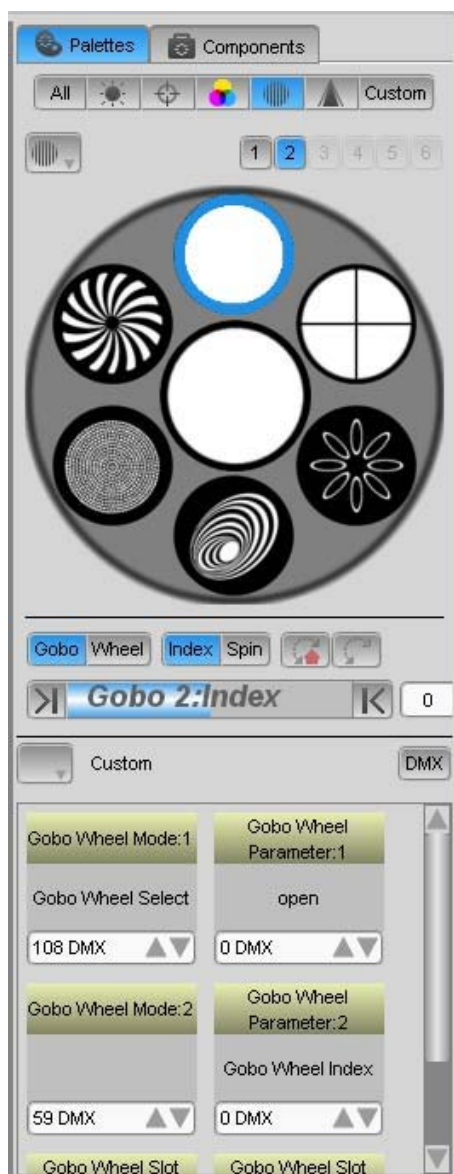 Palettes Components
All Custom
1 2 3 4 5 6
Gobo Wheel Index Spin
Gobo 2:Index 0
Custom DMX
Gobo Wheel Mode:1
Gobo Wheel
Parameter:1
Gobo Wheel Select
open
108 DMX
0 DMX
Gobo Wheel Mode:2
Gobo Wheel
Parameter:2
Gobo Wheel Index
59 DMX
0 DMX
Gobo Wheel Slot
Gobo Wheel Slot